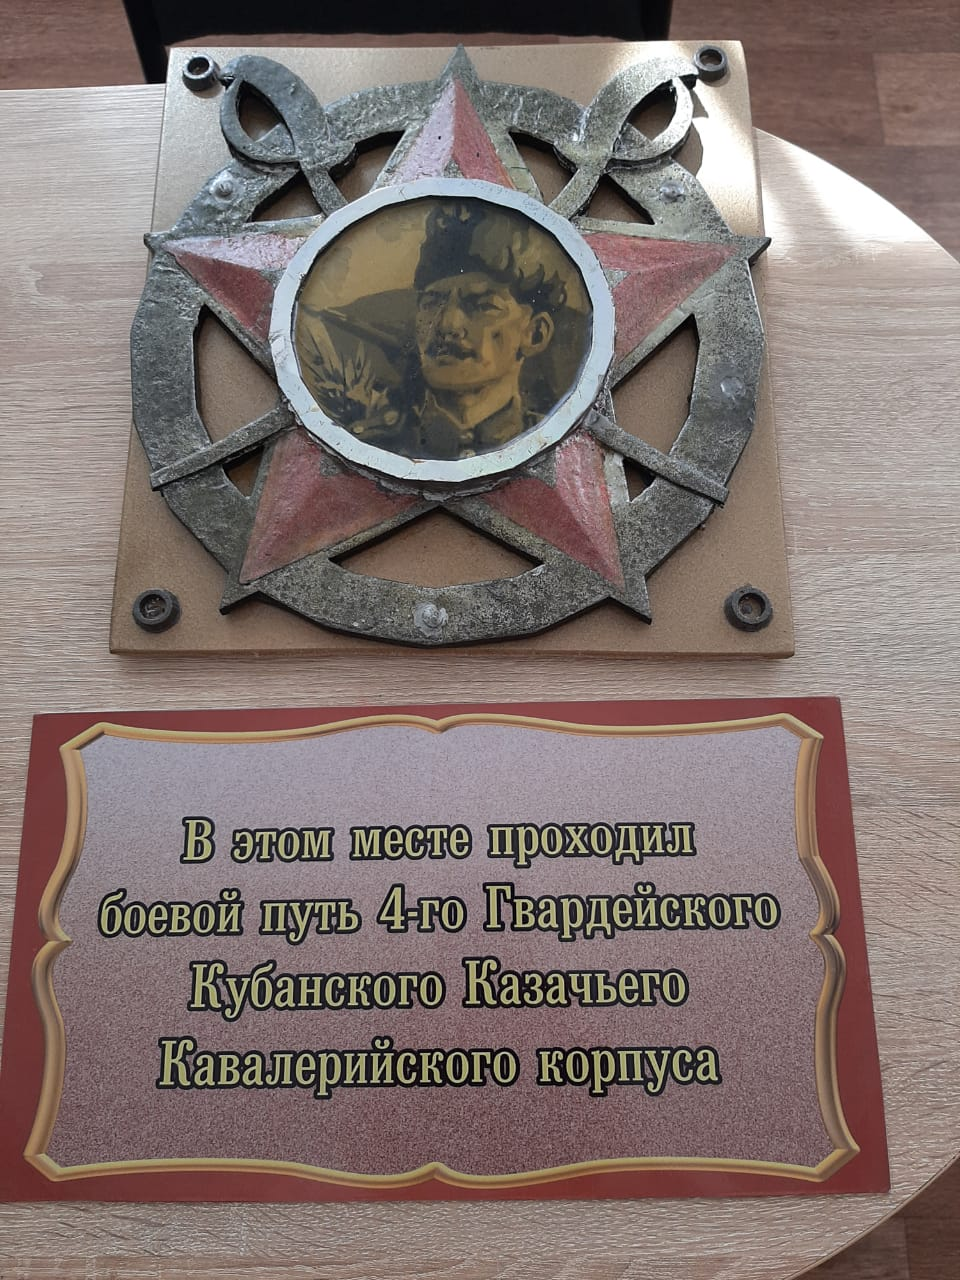 В этом месте проходил
боевой путь 4-го Гвардейского
Кубанского Казачьего
Кавалерийского корпуса